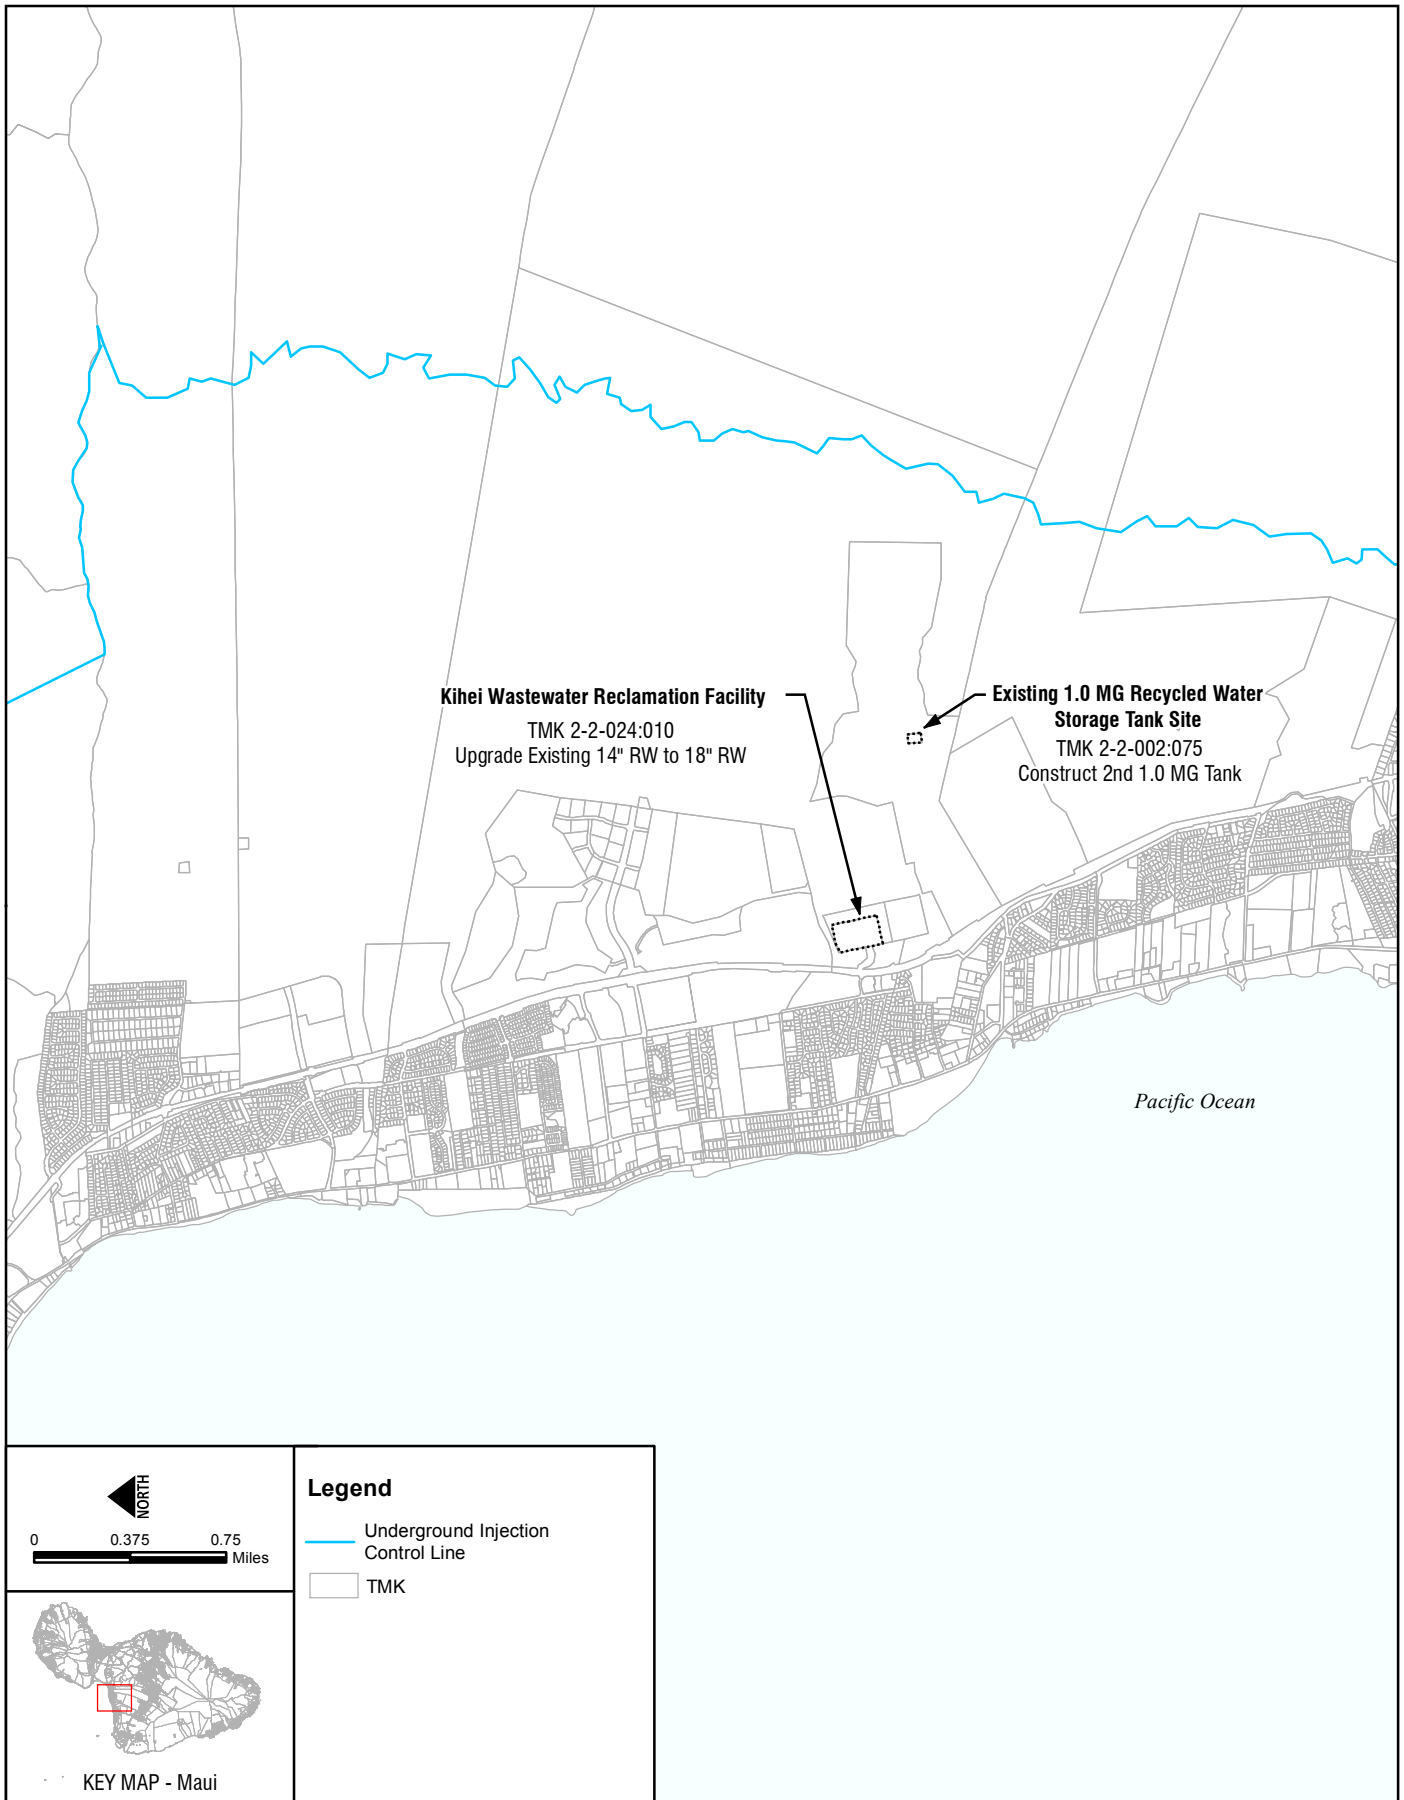 Kihei Wastewater Reclamation Facility
TMK 2-2-024:010
Upgrade Existing 14" RW to 18" RW
Existing 1.0 MG Recycled Water
Storage Tank Site
TMK 2-2-002:075
Construct 2nd 1.0 MG Tank
Pacific Ocean
NORTH
0 0.375 0.75
Miles
KEY MAP - Maui
Legend
Underground Injection
Control Line
TMK